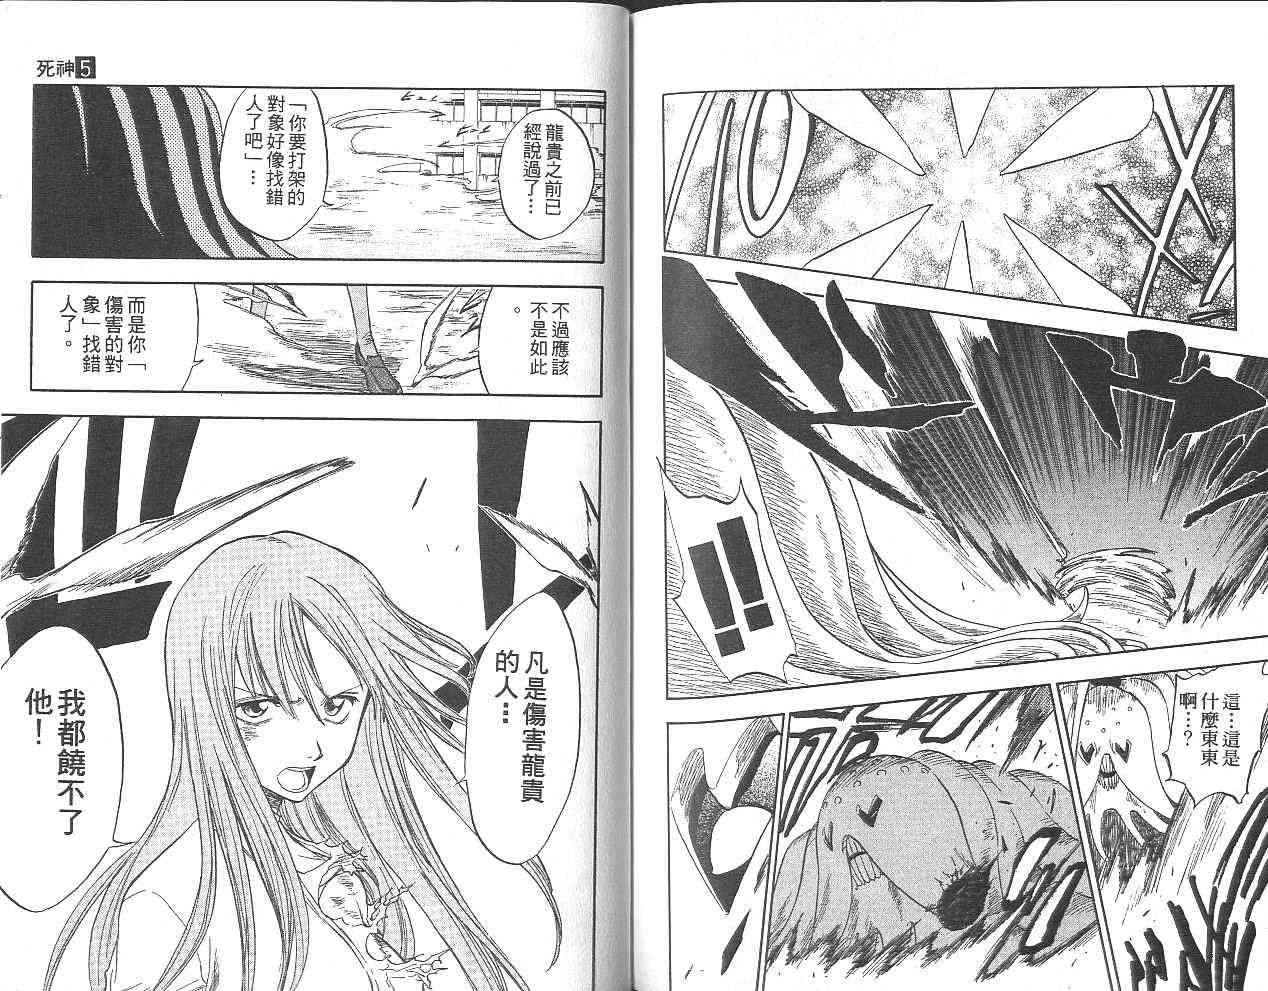 !!
這…這是
什麼東東
啊…?
死神5
龍貴之前已
經說過了…
「你要打架的
對象好像找錯
人了吧」…
不過應該
不是如此
。
而是你「
傷害的對
象」找錯
人了。
凡是傷害龍貴
的人…
我都饒不了
他！